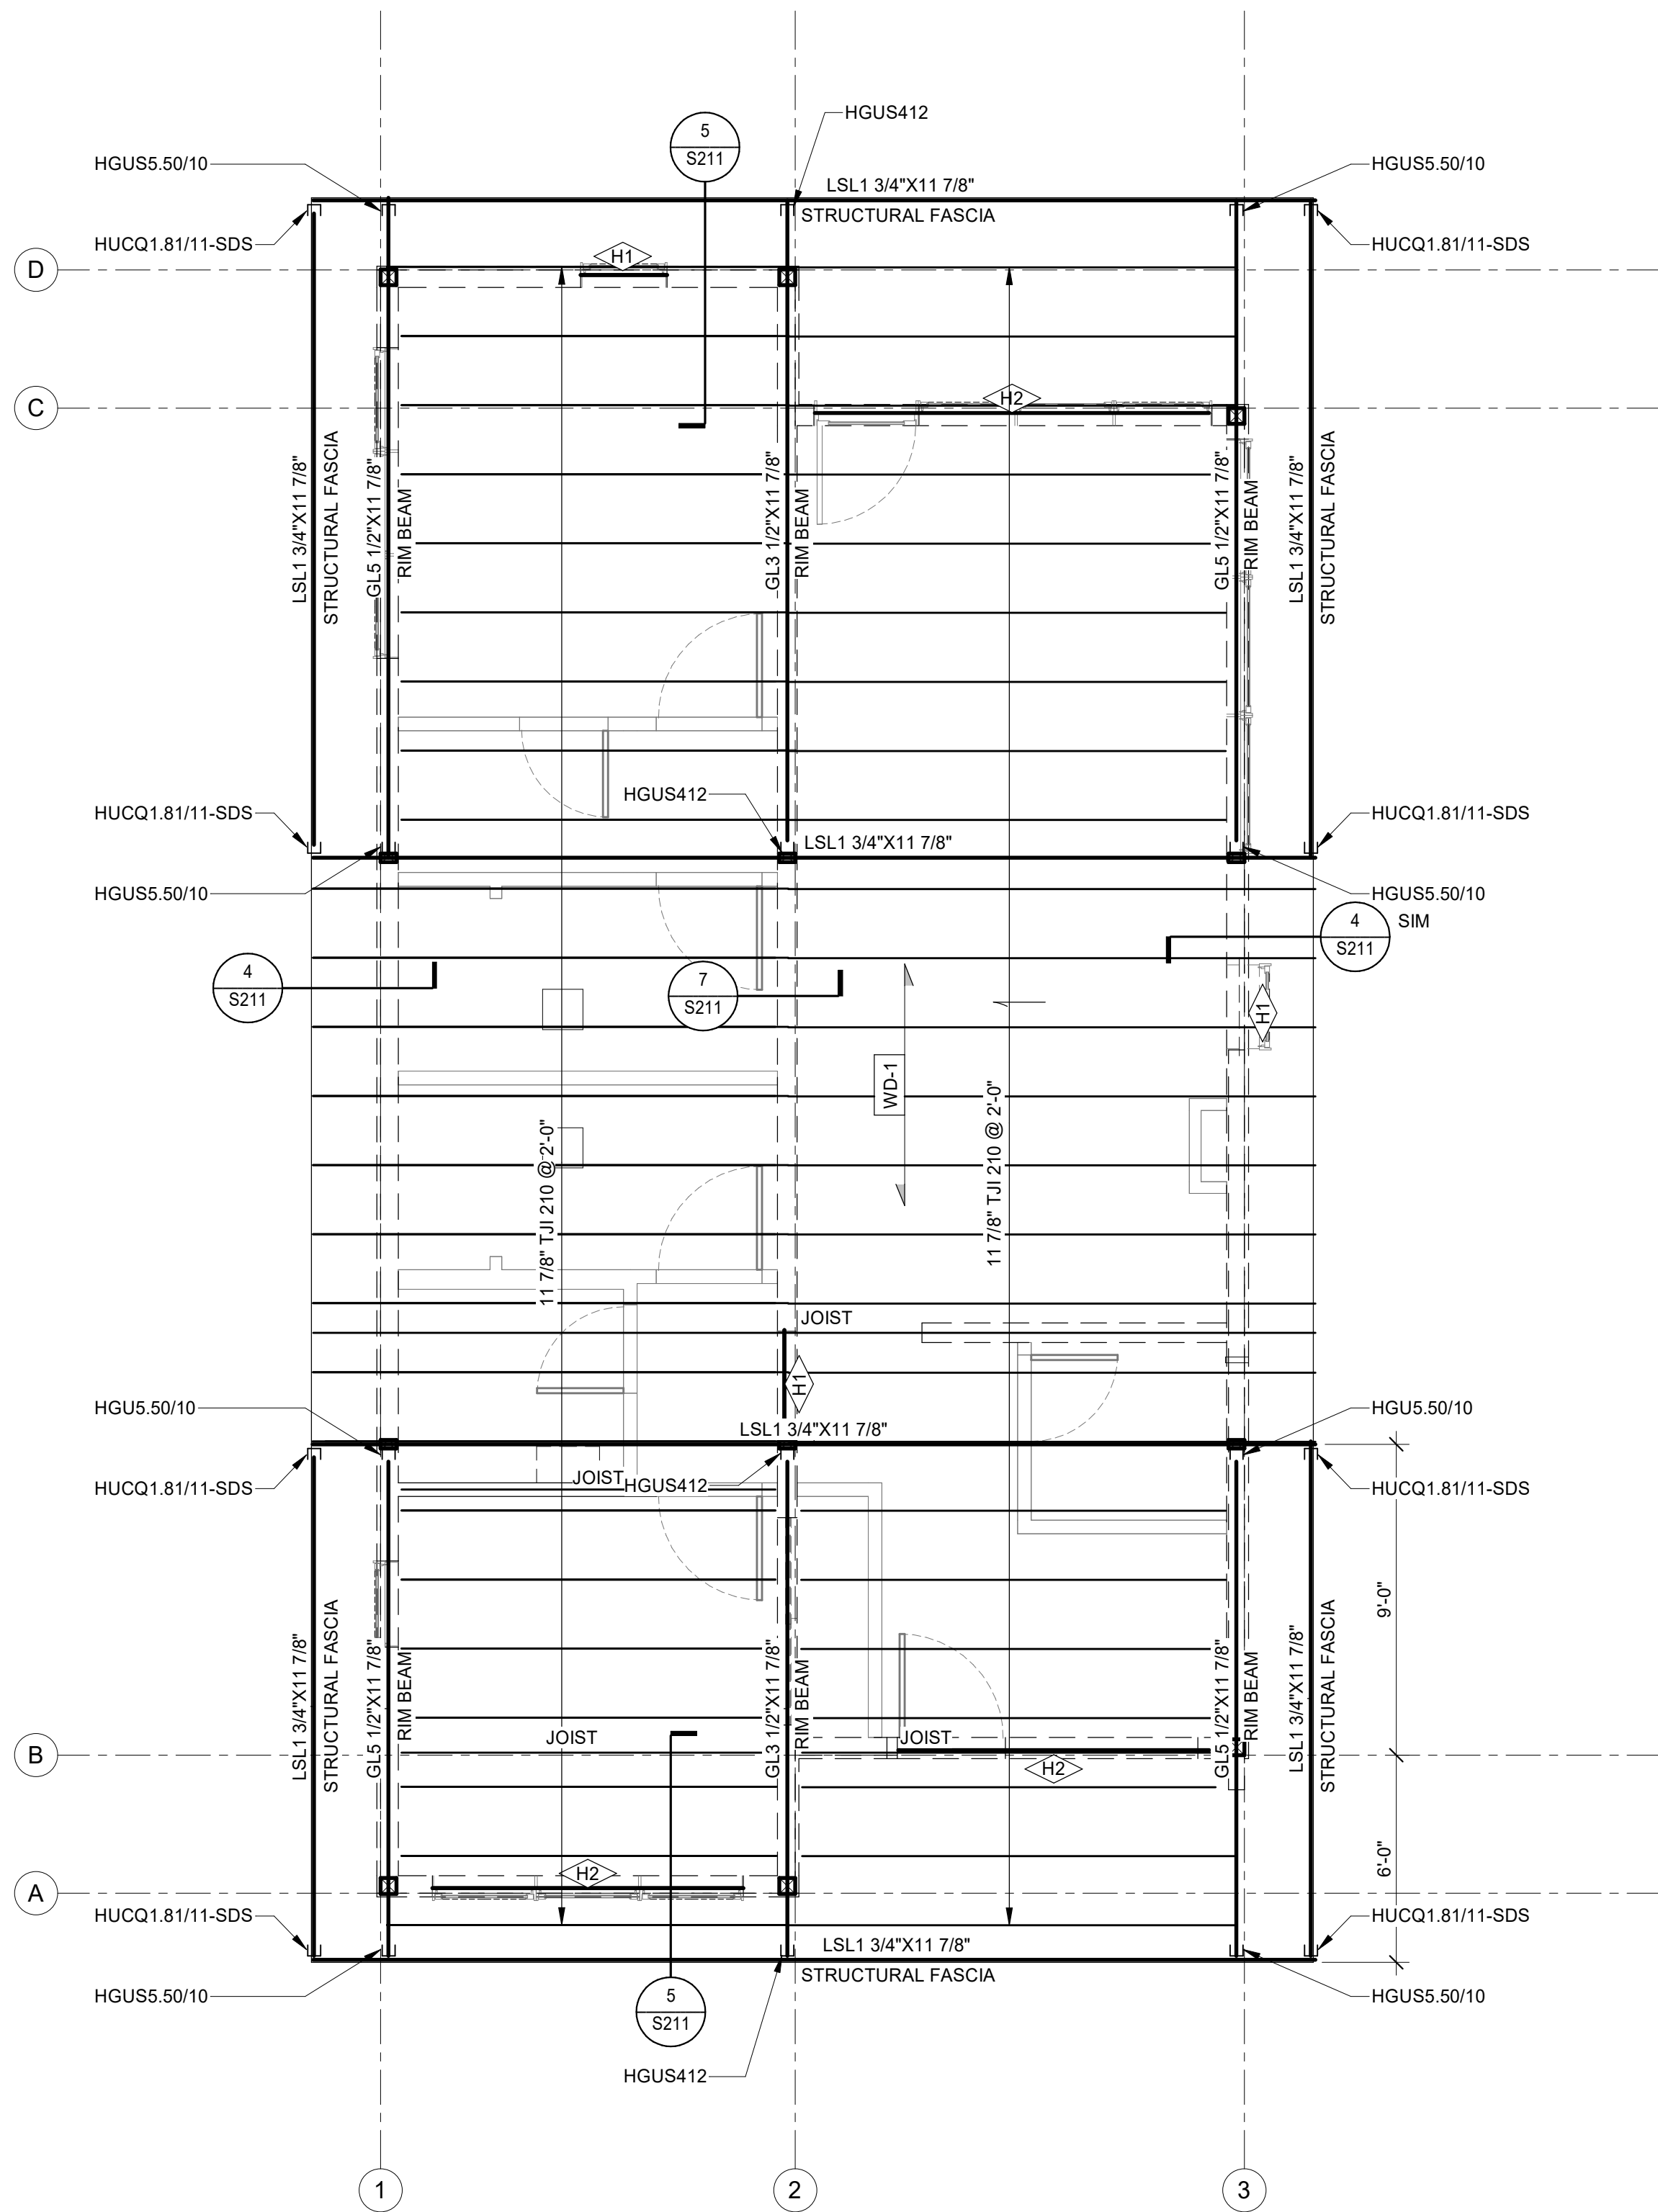 HGUS412
5
S211
HGUS5.50/10
HGUS5.50/10
LSL1 3/4"X11 7/8"
STRUCTURAL FASCIA
HUCQ1.81/11-SDS
HUCQ1.81/11-SDS
D
H1
C
H2
LSL1 3/4"X11 7/8"
STRUCTURAL FASCIA
GL5 1/2"X11 7/8"
RIM BEAM
GL3 1/2"X11 7/8"
RIM BEAM
GL5 1/2"X11 7/8"
RIM BEAM
LSL1 3/4"X11 7/8"
STRUCTURAL FASCIA
HGUS412
HUCQ1.81/11-SDS
HUCQ1.81/11-SDS
LSL1 3/4"X11 7/8"
HGUS5.50/10
HGUS5.50/10
4
S211
SIM
4
S211
7
S211
H1
WD-1
11 7/8" TJI 210 @ 2'-0"
11 7/8" TJI 210 @ 2'-0"
JOIST
H1
HGU5.50/10
HGU5.50/10
LSL1 3/4"X11 7/8"
JOIST
HGUS412
HUCQ1.81/11-SDS
HUCQ1.81/11-SDS
9'-0"
LSL1 3/4"X11 7/8"
STRUCTURAL FASCIA
GL5 1/2"X11 7/8"
RIM BEAM
GL3 1/2"X11 7/8"
RIM BEAM
GL5 1/2"X11 7/8"
RIM BEAM
LSL1 3/4"X11 7/8"
STRUCTURAL FASCIA
JOIST
JOIST
B
H2
6'-0"
H2
A
HUCQ1.81/11-SDS
HUCQ1.81/11-SDS
LSL1 3/4"X11 7/8"
STRUCTURAL FASCIA
HGUS5.50/10
HGUS5.50/10
5
S211
HGUS412
1
2
3